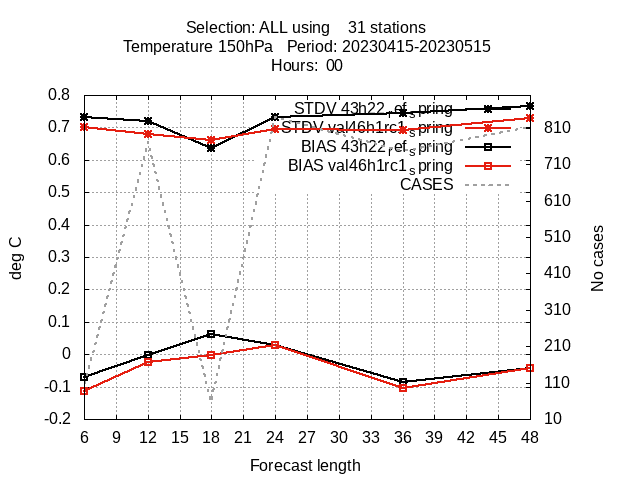 Selection: ALL using 31 stations
Temperature 150hPa Period: 20230415-20230515
Hours: 00
STDV 43h22_ref_spring
STDV val46h1rc1_spring
BIAS 43h22_ref_spring
BIAS val46h1rc1_spring
CASES
0.8
0.7
0.6
0.5
0.4
0.3
0.2
0.1
0
-0.1
-0.2
deg C
810
710
610
510
410
310
210
110
10
No cases
6 9 12 15 18 21 24 27 30 33 36 39 42 45 48
Forecast length